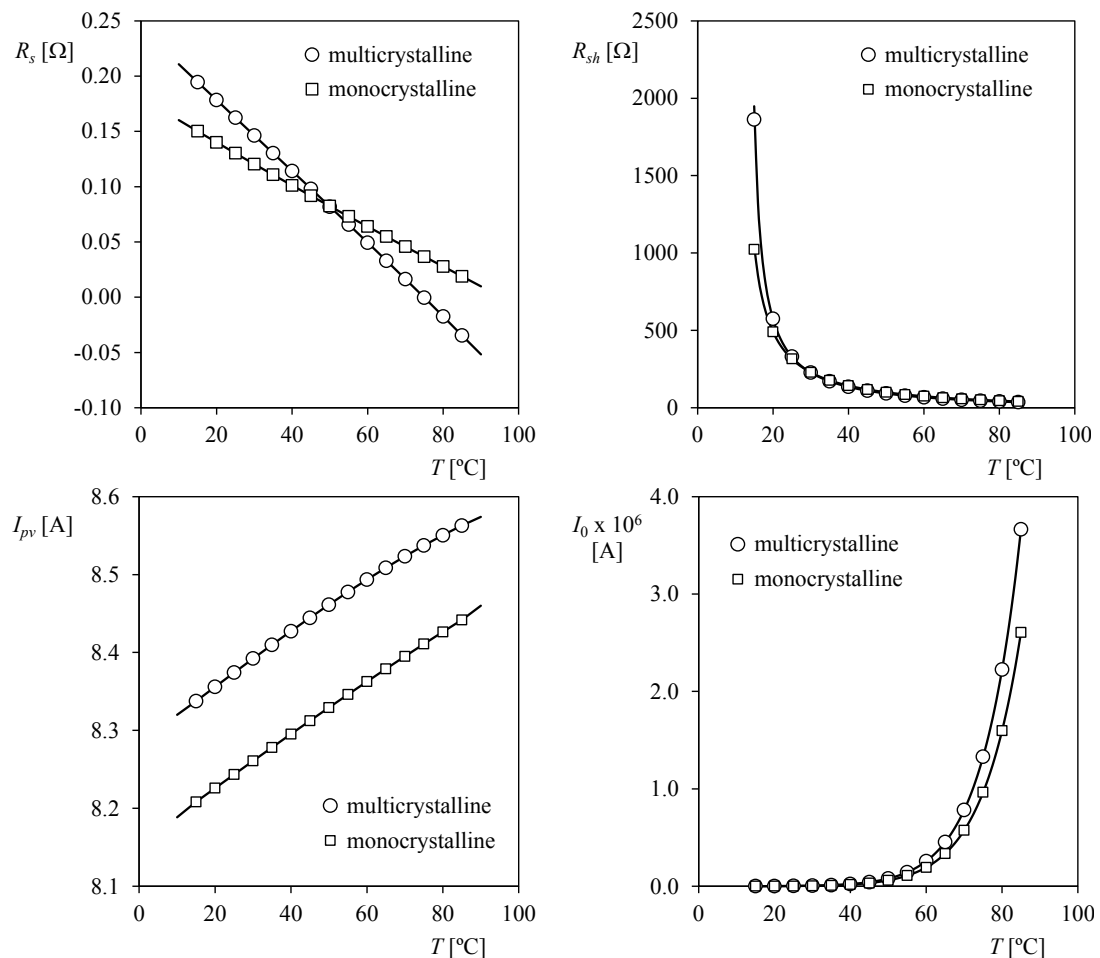 R_s [Ω]
0.25
0.20
0.15
0.10
0.05
0.00
-0.05
-0.10
multicrystalline
monocrystalline
0 20 40 60 80 100
T [ºC]
R_sh [Ω]
2500
2000
1500
1000
500
0
multicrystalline
monocrystalline
0 20 40 60 80 100
T [ºC]
I_pv [A]
8.6
8.5
8.4
8.3
8.2
8.1
multicrystalline
monocrystalline
0 20 40 60 80 100
T [ºC]
I_0 x 10⁶
[A]
4.0
3.0
2.0
1.0
0.0
multicrystalline
monocrystalline
0 20 40 60 80 100
T [ºC]